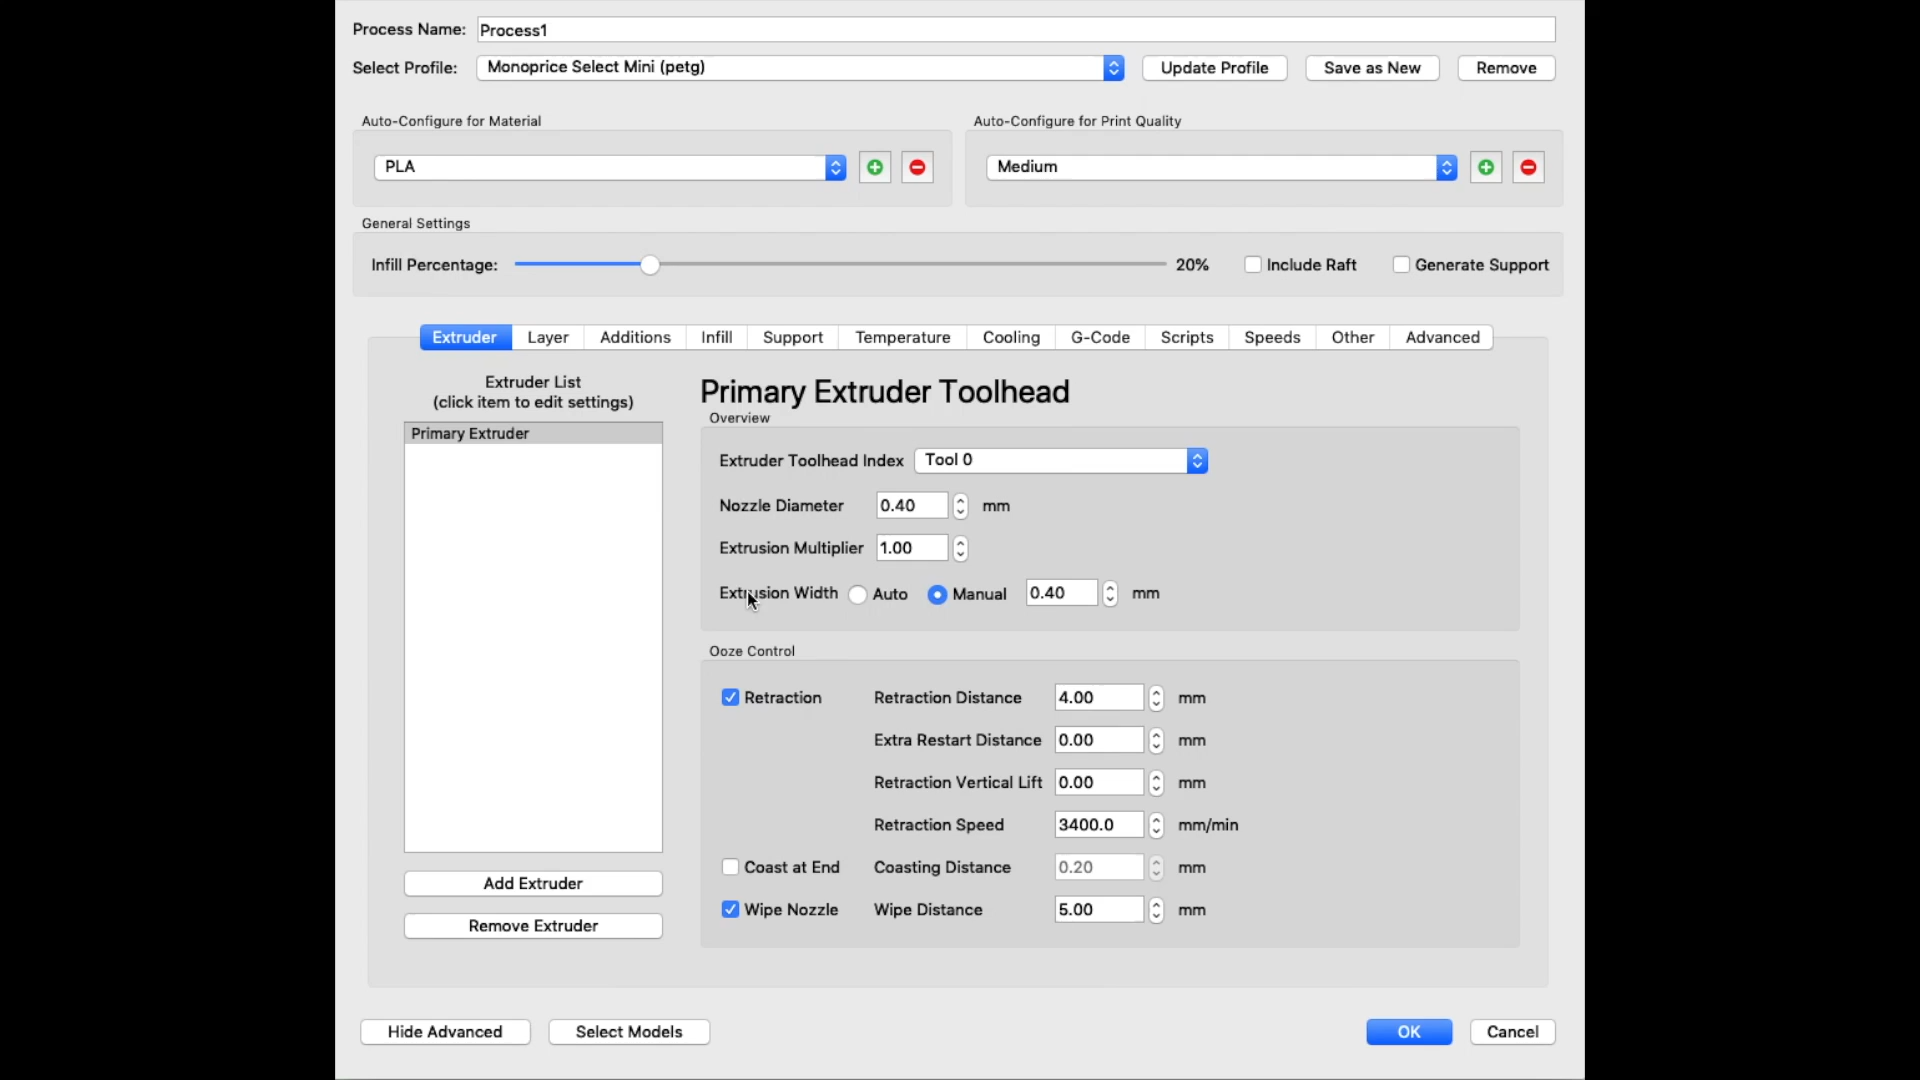 Process Name: Process1
Select Profile: Monoprice Select Mini (petg) Update Profile Save as New Remove
Auto-Configure for Material Auto-Configure for Print Quality
PLA Medium
General Settings
Infill Percentage: 20% Include Raft Generate Support
Extruder Layer Additions Infill Support Temperature Cooling G-Code Scripts Speeds Other Advanced
Extruder List
(click item to edit settings)
Primary Extruder
Add Extruder
Remove Extruder
Primary Extruder Toolhead
Overview
Extruder Toolhead Index Tool 0
Nozzle Diameter 0.40 mm
Extrusion Multiplier 1.00
Extrusion Width Auto Manual 0.40 mm
Ooze Control
Retraction Retraction Distance 4.00 mm
Extra Restart Distance 0.00 mm
Retraction Vertical Lift 0.00 mm
Retraction Speed 3400.0 mm/min
Coast at End Coasting Distance 0.20 mm
Wipe Nozzle Wipe Distance 5.00 mm
Hide Advanced Select Models OK Cancel